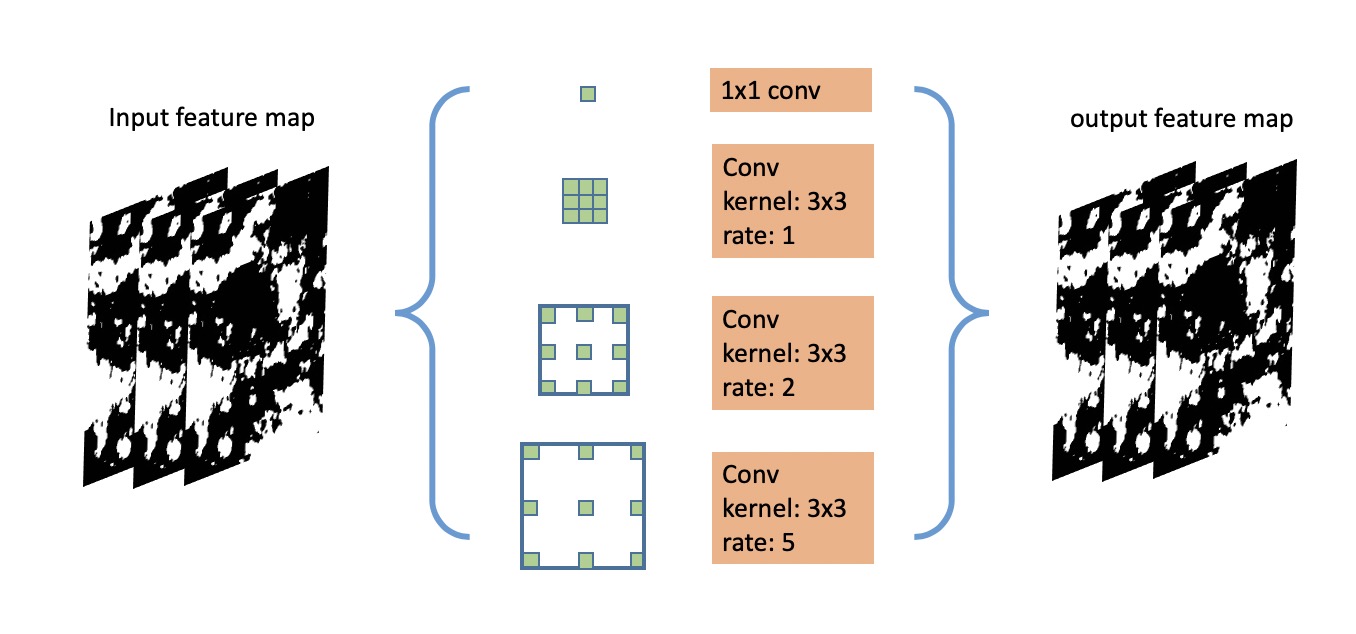 Input feature map
1x1 conv
Conv
kernel: 3x3
rate: 1
Conv
kernel: 3x3
rate: 2
Conv
kernel: 3x3
rate: 5
output feature map